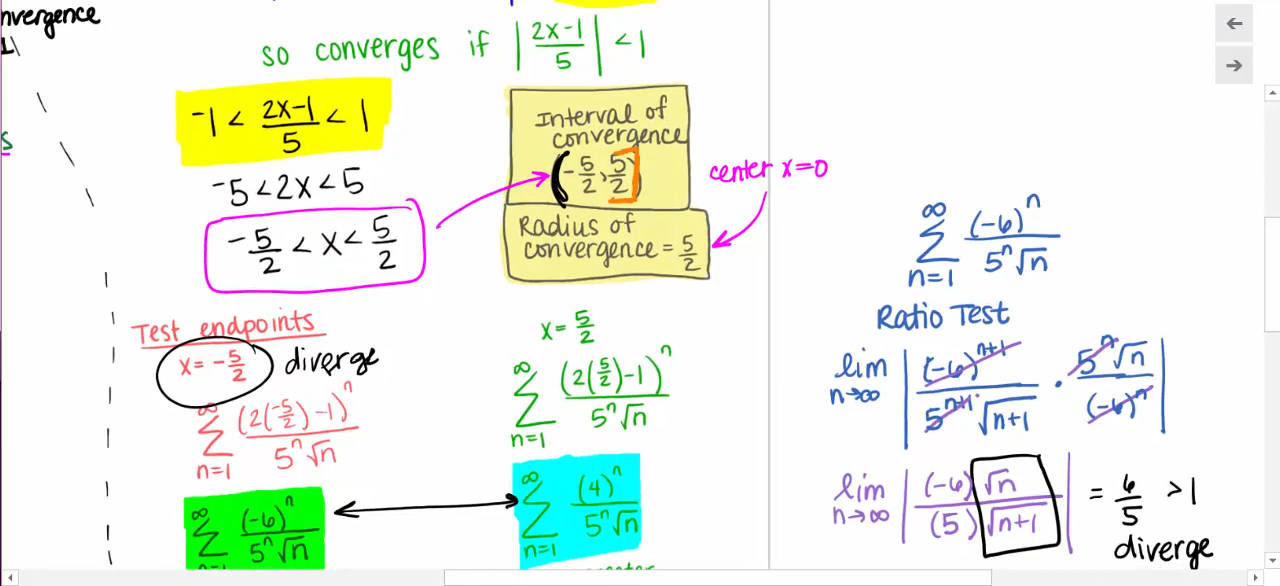 nvergence
so converges if |(2x-1)/5| < 1
-1 < (2x-1)/5 < 1
-5 < 2x < 5
-5/2 < x < 5/2
Interval of
convergence
(-5/2, 5/2]
Radius of
convergence = 5/2
center x=0
Test endpoints
x = -5/2 diverge
∞ Σ n=1 (2(-5/2)-1)^n / 5^n √n
∞ Σ n=1 (-6)^n / 5^n √n
x = 5/2
∞ Σ n=1 (2(5/2)-1)^n / 5^n √n
∞ Σ n=1 (4)^n / 5^n √n
∞ Σ n=1 (-6)^n / 5^n √n
Ratio Test
lim n→∞ | (-6)^(n+1) / 5^(n+1) √n+1 · 5^n √n / (-6)^n |
lim n→∞ | (-6) √n / (5) √n+1 | = 6/5 > 1
diverge